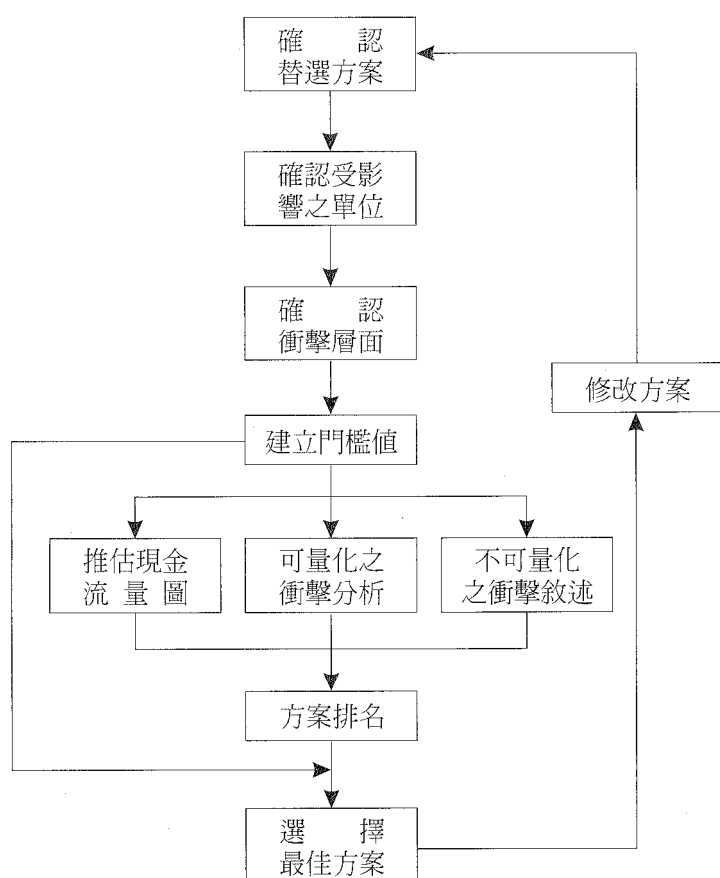 確認
替選方案
確認受影
響之單位
確認
衝擊層面
修改方案
建立門檻值
推估現金
流量圖
可量化之
衝擊分析
不可量化
之衝擊敘述
方案排名
選擇
最佳方案